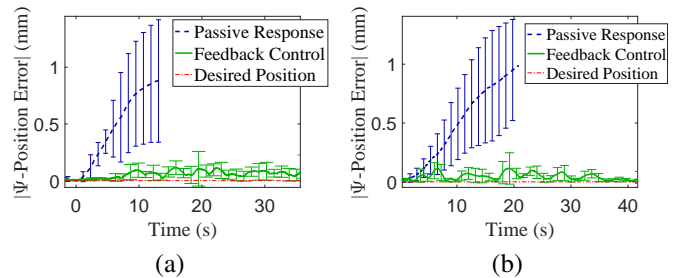 |Ψ-Position Error| (mm)
1
0.5
0
Passive Response
Feedback Control
Desired Position
0 10 20 30
Time (s)
(a)
|Ψ-Position Error| (mm)
1
0.5
0
Passive Response
Feedback Control
Desired Position
10 20 30 40
Time (s)
(b)